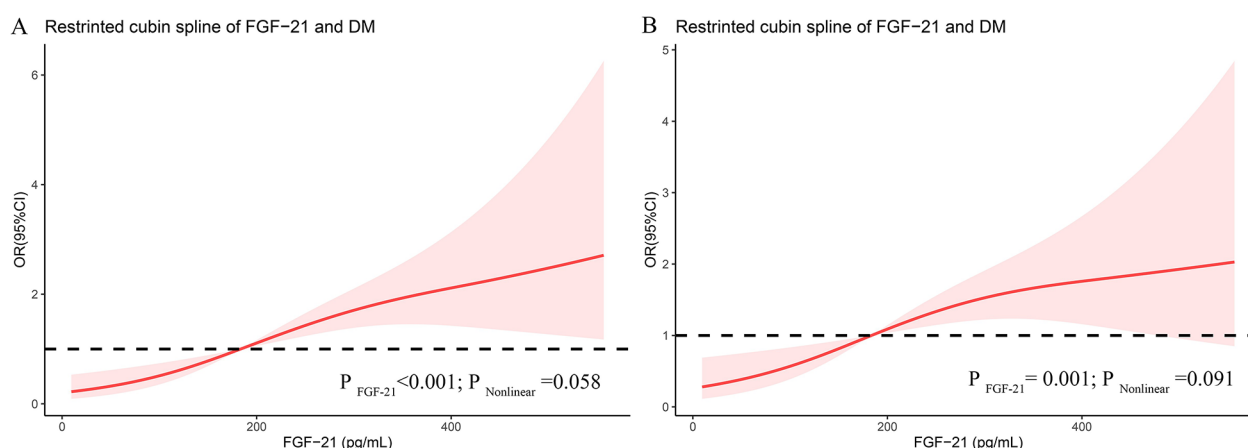 A Restrinted cubin spline of FGF−21 and DM
OR(95%CI)
6
4
2
0
P FGF-21<0.001; P Nonlinear =0.058
0 200 400
FGF−21 (pg/mL)
B Restrinted cubin spline of FGF−21 and DM
OR(95%CI)
5
4
3
2
1
0
P FGF-21= 0.001; P Nonlinear =0.091
0 200 400
FGF−21 (pg/mL)